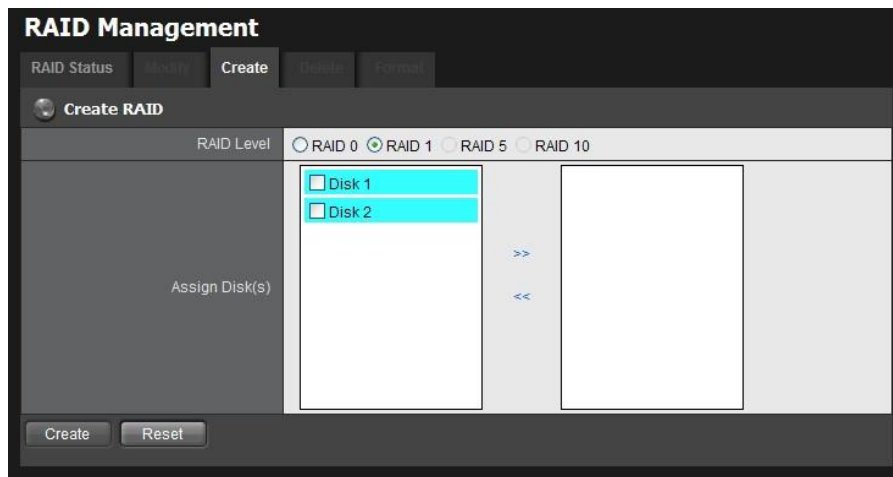 RAID Management
RAID Status Modify Create Delete Format
Create RAID
RAID Level RAID 0 RAID 1 RAID 5 RAID 10
Disk 1
Disk 2
>>
Assign Disk(s)
<<
Create Reset